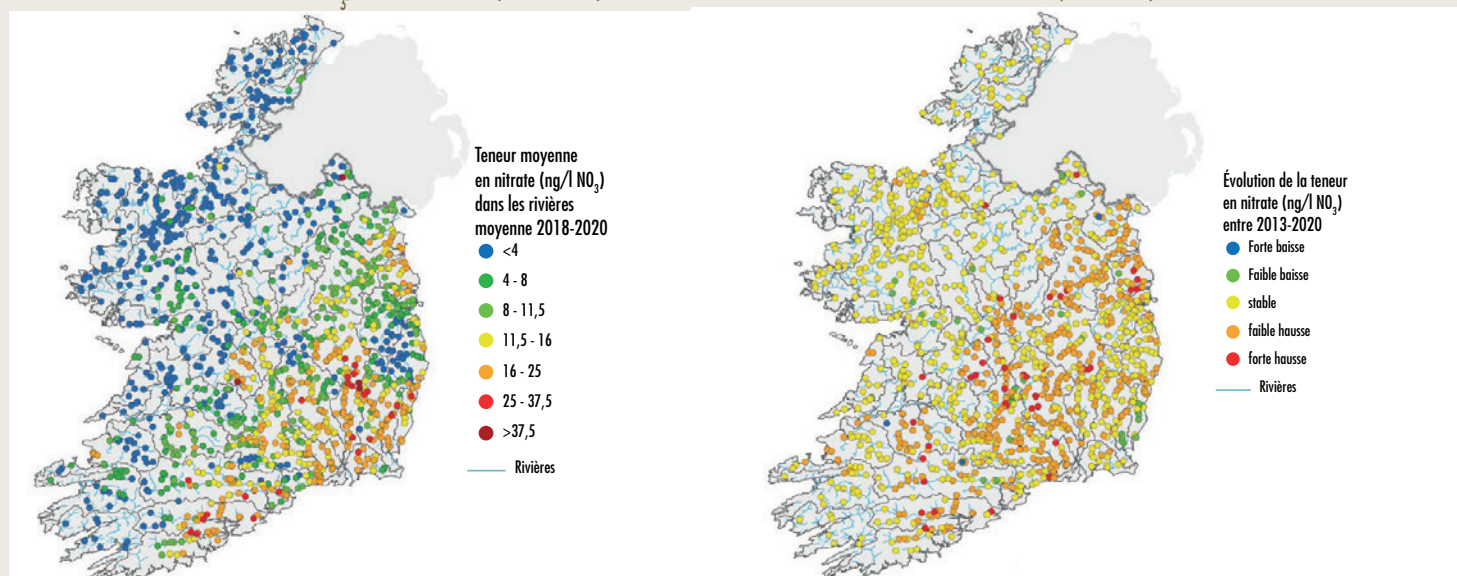 Teneur moyenne
en nitrate (ng/l NO₃)
dans les rivières
moyenne 2018-2020
<4
4 - 8
8 - 11,5
11,5 - 16
16 - 25
25 - 37,5
>37,5
Rivières
Évolution de la teneur
en nitrate (ng/l NO₃)
entre 2013-2020
Forte baisse
Faible baisse
stable
faible hausse
forte hausse
Rivières